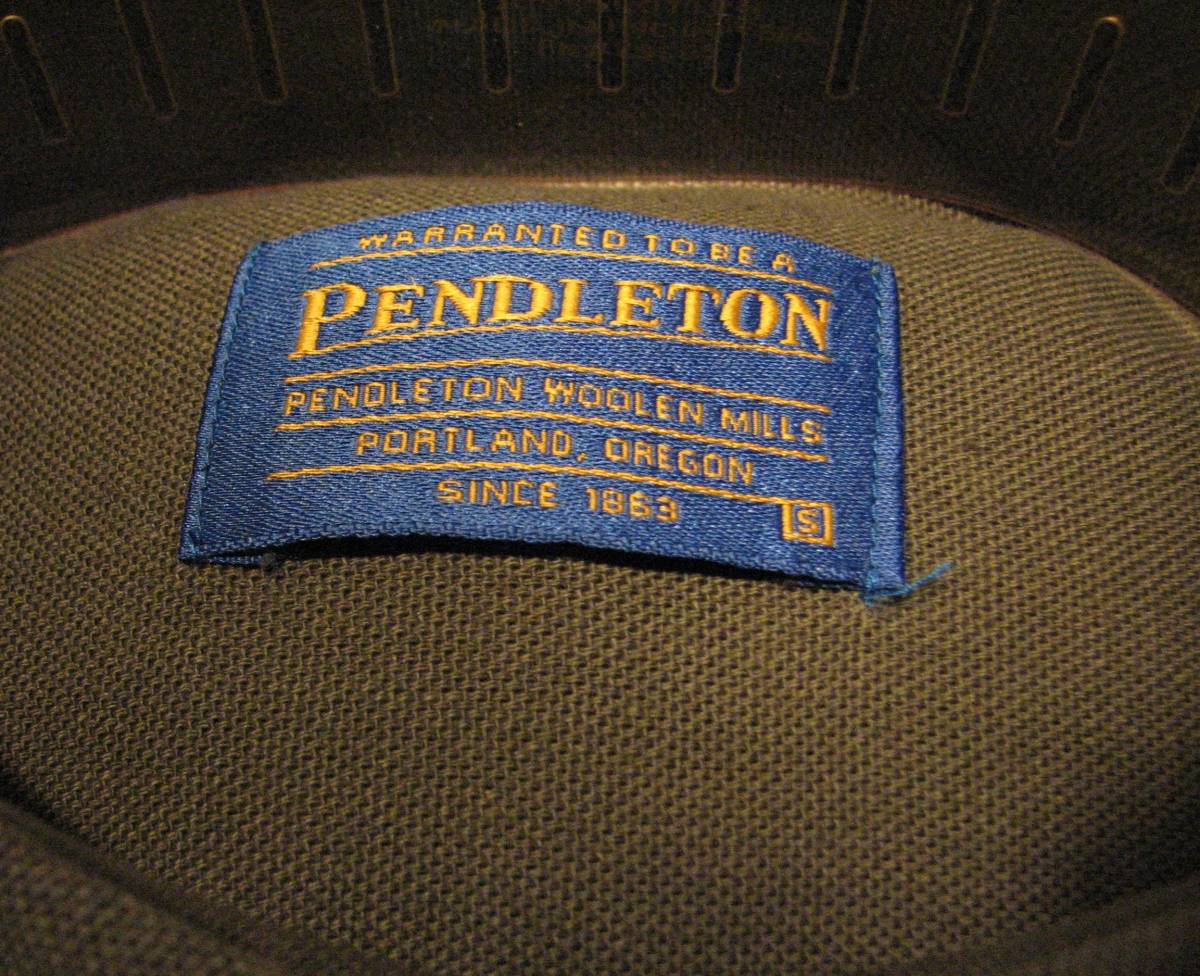 WARRANTED TO BE A
PENDLETON
PENDLETON WOOLEN MILLS
PORTLAND, OREGON
SINCE 1863
S